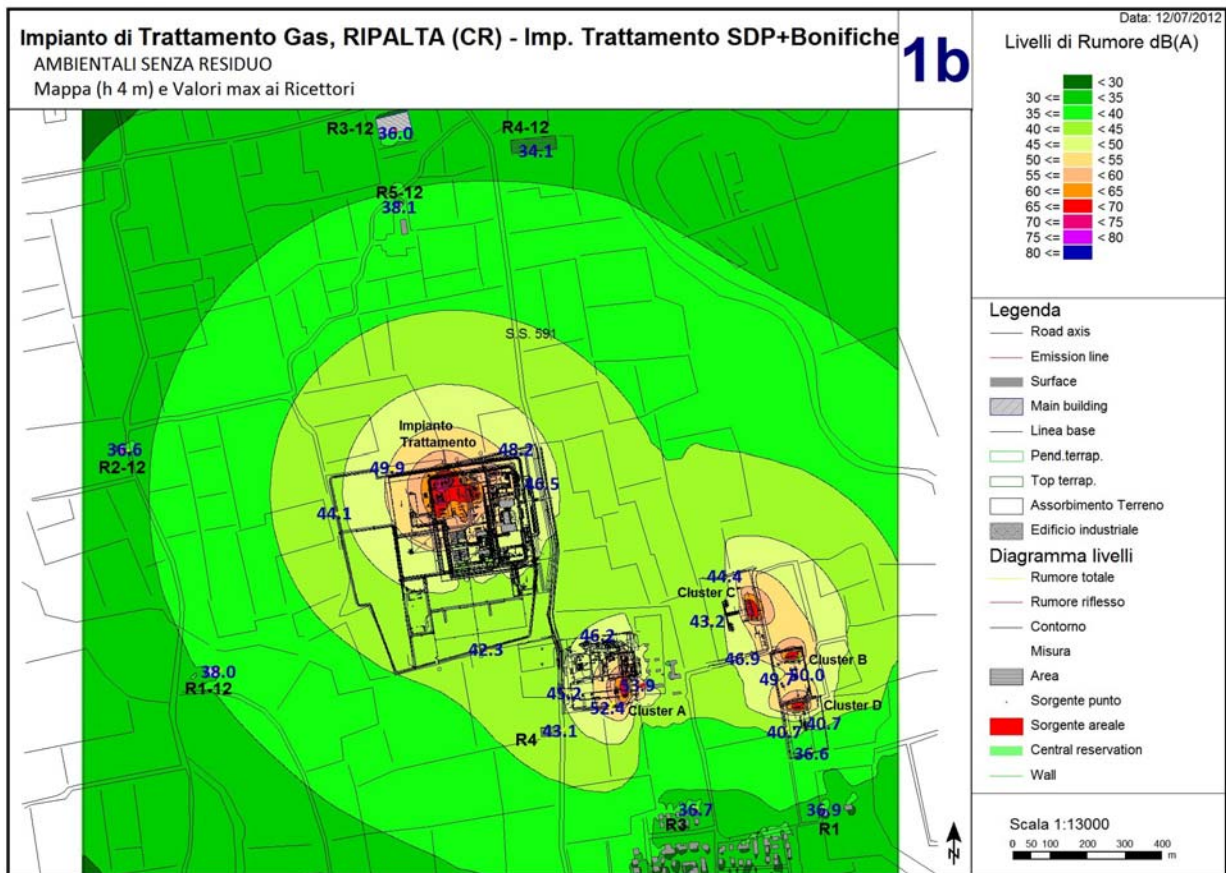 Impianto di Trattamento Gas, RIPALTA (CR) - Imp. Trattamento SDP+Bonifiche
AMBIENTALI SENZA RESIDUO
Mappa (h 4 m) e Valori max ai Ricettori
1b
Data: 12/07/2012
Livelli di Rumore dB(A)
< 30
30 <= < 35
35 <= < 40
40 <= < 45
45 <= < 50
50 <= < 55
55 <= < 60
60 <= < 65
65 <= < 70
70 <= < 75
75 <= < 80
80 <=
Legenda
Road axis
Emission line
Surface
Main building
Linea base
Pend.terrap.
Top terrap.
Assorbimento Terreno
Edificio industriale
Diagramma livelli
Rumore totale
Rumore riflesso
Contorno
Misura
Area
Sorgente punto
Sorgente areale
Central reservation
Wall
Scala 1:13000
0 50 100 200 300 400
m
N
R3-12
36.0
R4-12
34.1
R5-12
38.1
S.S. 591
Impianto
Trattamento
36.6
R2-12
49.9
48.2
46.5
44.1
42.3
38.0
R1-12
44.4
Cluster C
43.2
46.9
Cluster B
50.0
49.7
Cluster D
40.7
40.7
36.6
46.2
53.9
45.2
52.4
Cluster A
R4
43.1
36.7
R3
36.9
R1